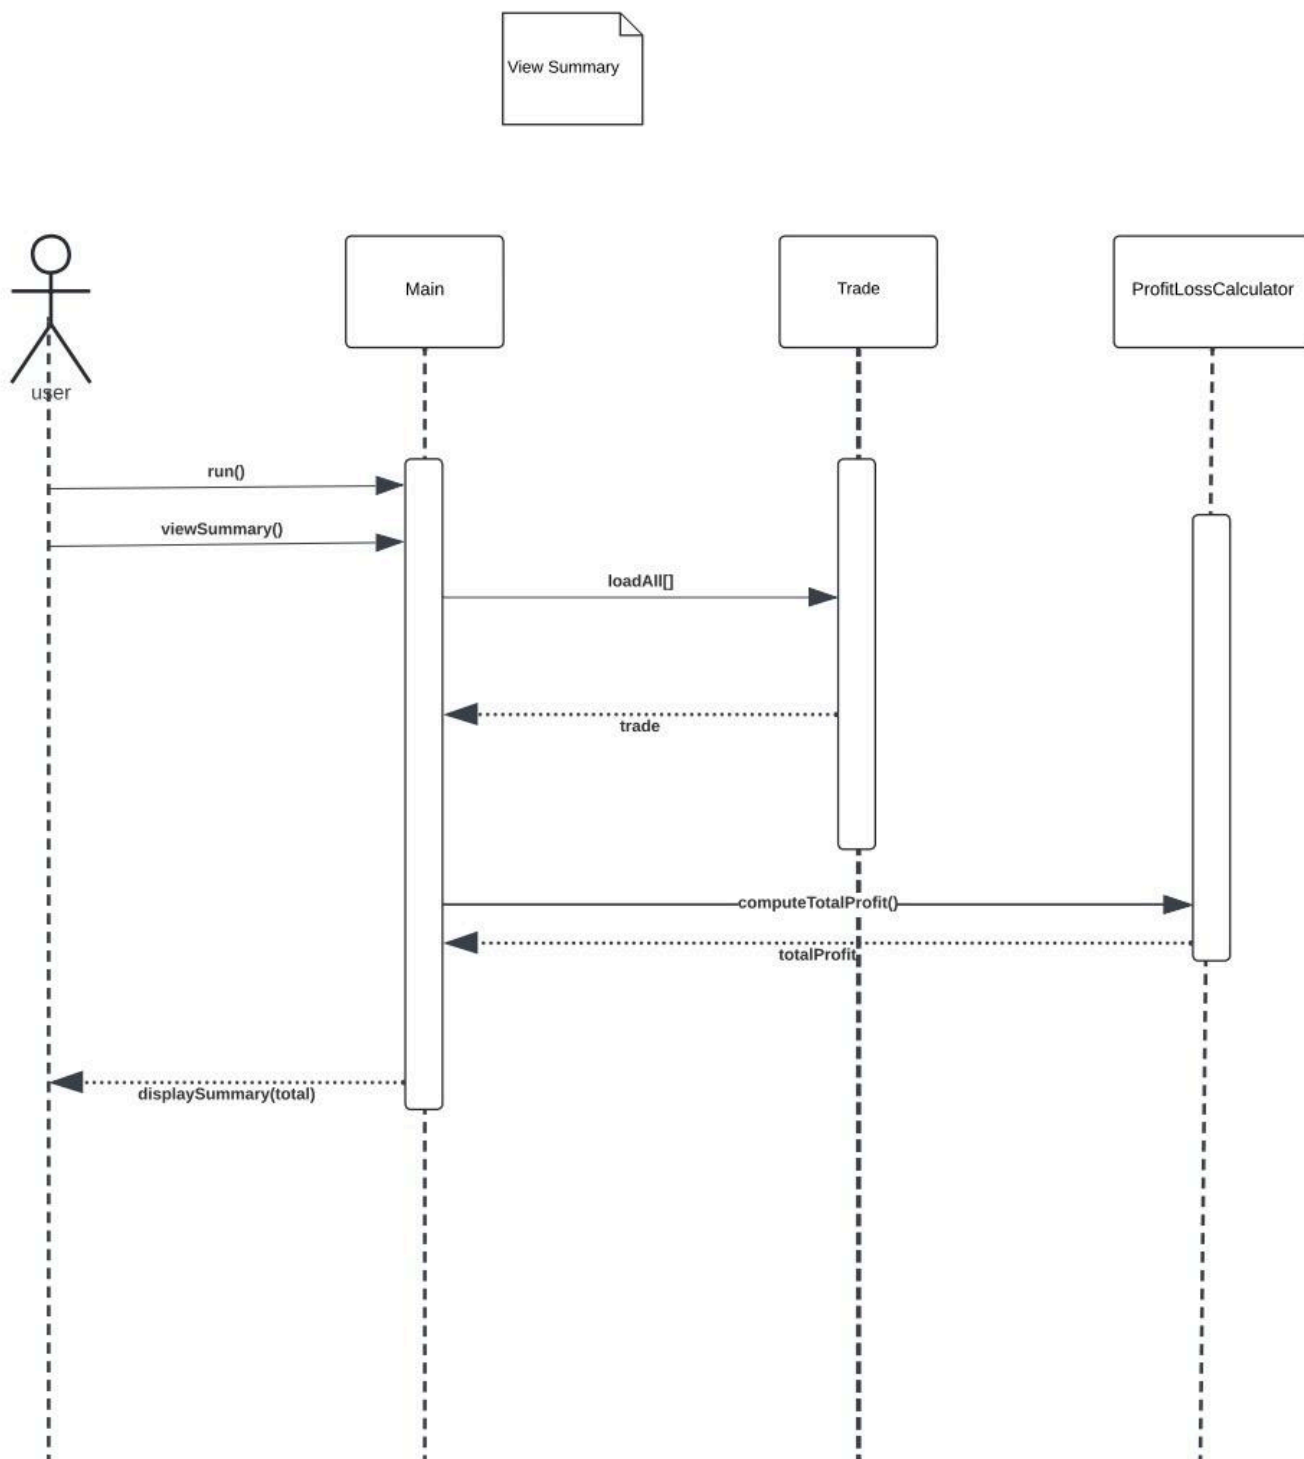 View Summary
user
Main
Trade
ProfitLossCalculator
run()
viewSummary()
loadAll[]
trade
computeTotalProfit()
totalProfit
displaySummary(total)